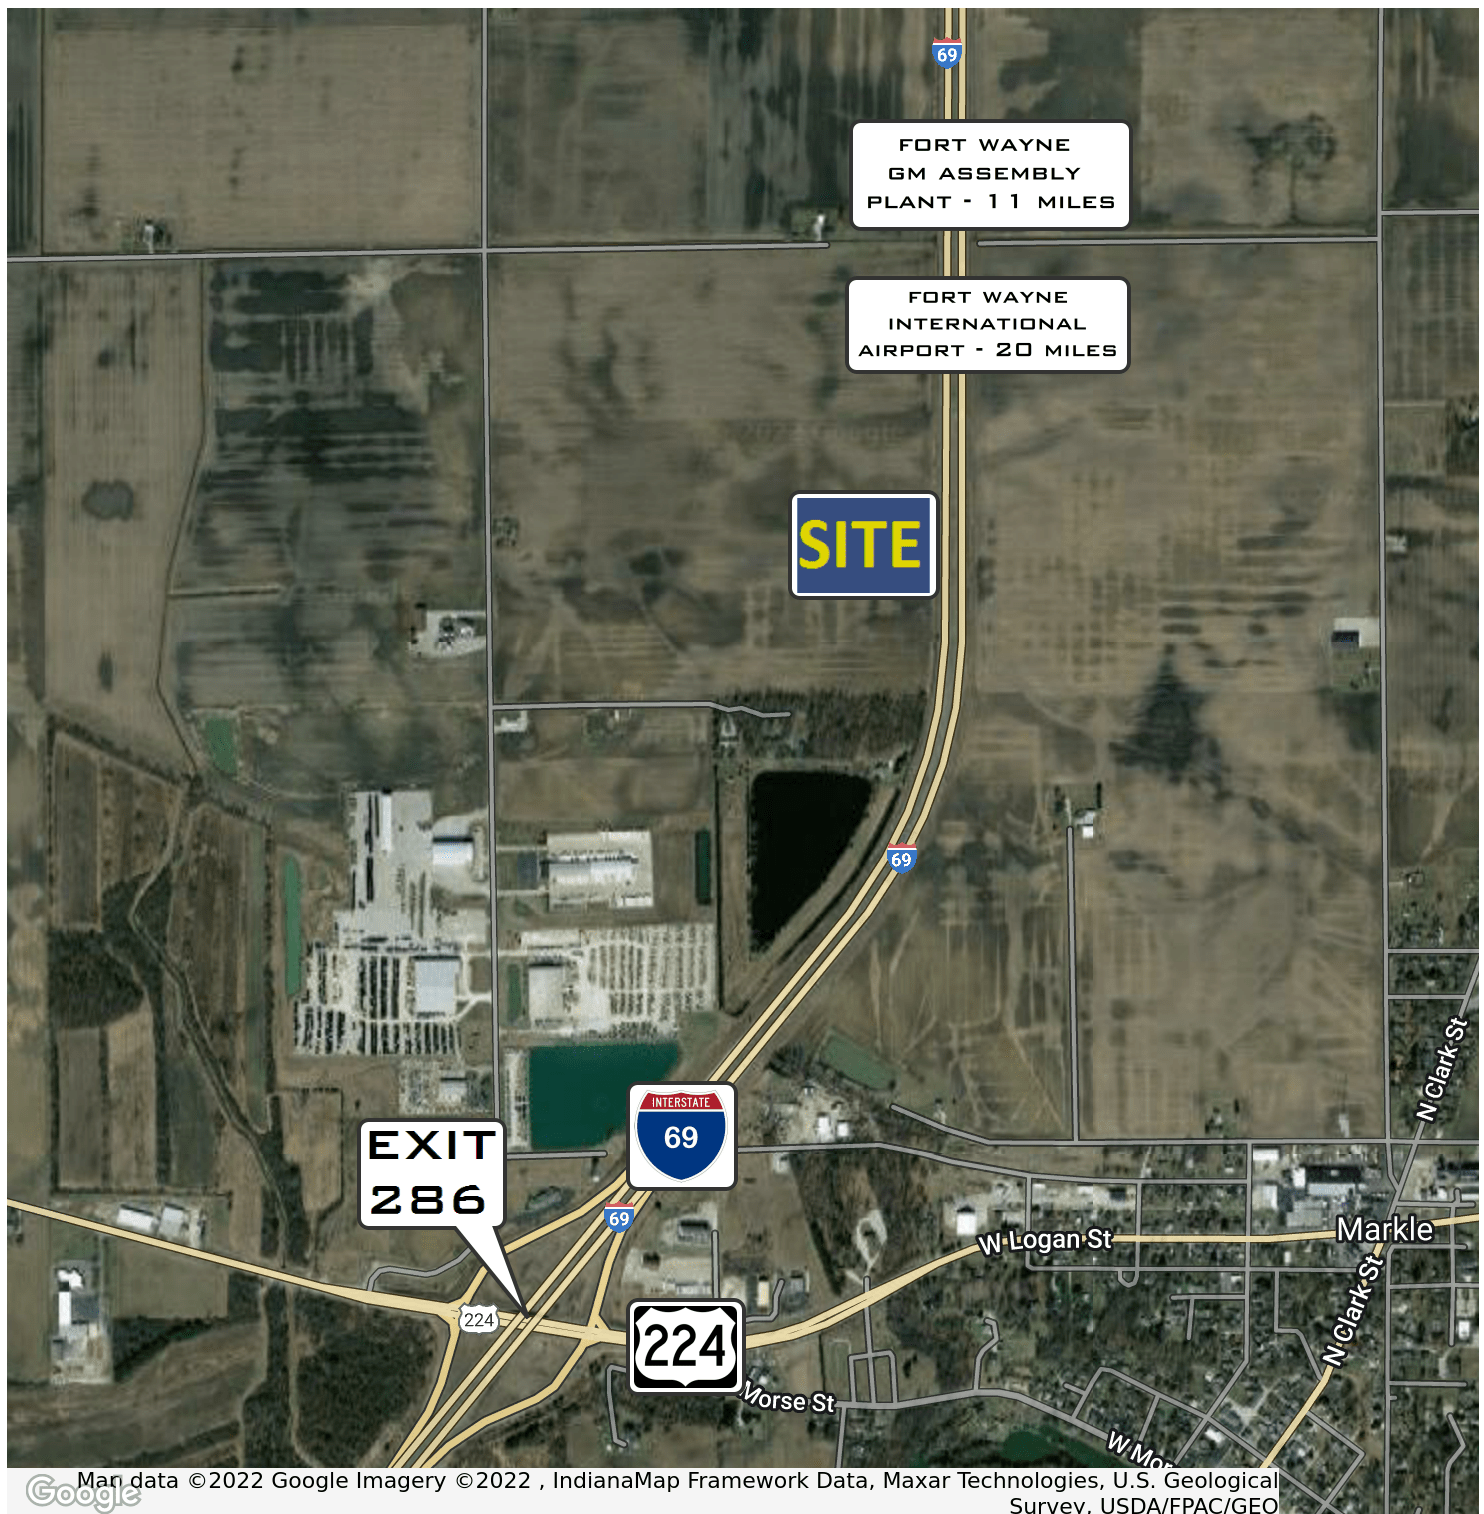 69
FORT WAYNE
GM ASSEMBLY
PLANT - 11 MILES
FORT WAYNE
INTERNATIONAL
AIRPORT - 20 MILES
SITE
69
N Clark St
INTERSTATE
69
EXIT
286
69
W Logan St
Markle
N Clark St
224
224
Morse St
W Mor
Google
Map data ©2022 Google Imagery ©2022 , IndianaMap Framework Data, Maxar Technologies, U.S. Geological
Survey, USDA/FPAC/GEO